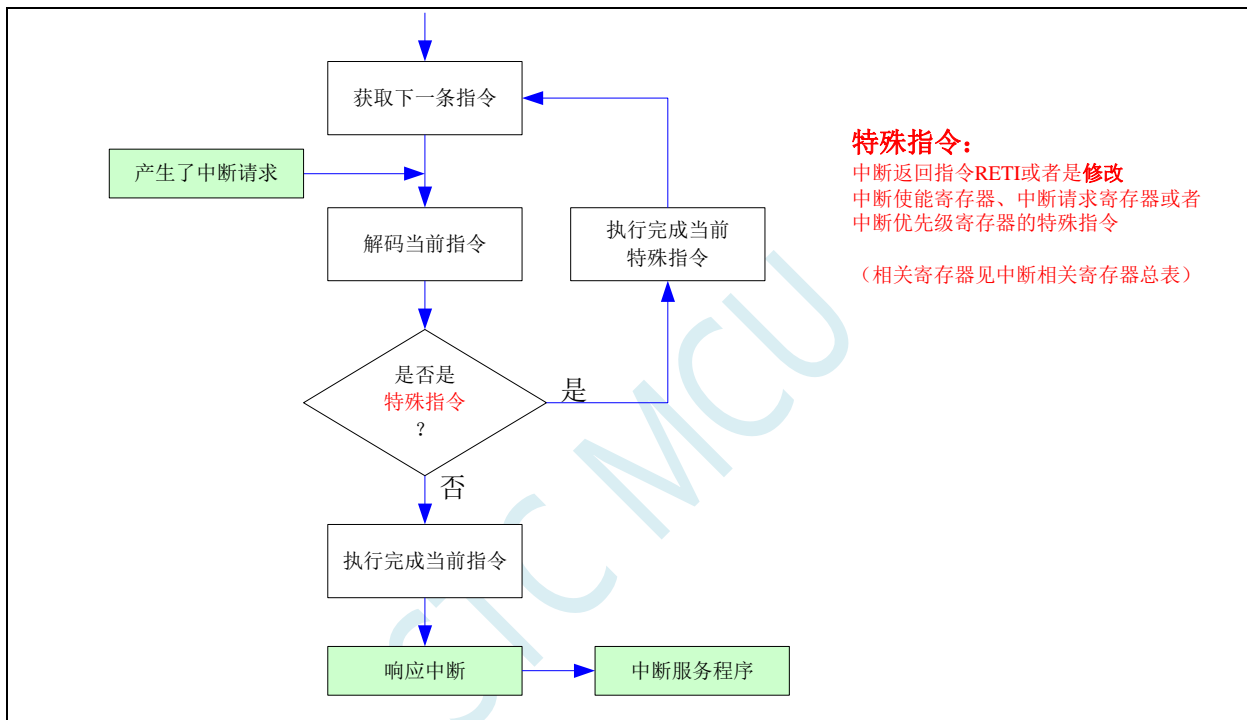 获取下一条指令
产生了中断请求
解码当前指令
执行完成当前
特殊指令
是否是
特殊指令
？
是
否
执行完成当前指令
响应中断
中断服务程序
特殊指令：
中断返回指令RETI或者是修改
中断使能寄存器、中断请求寄存器或者
中断优先级寄存器的特殊指令
（相关寄存器见中断相关寄存器总表）
STC MCU